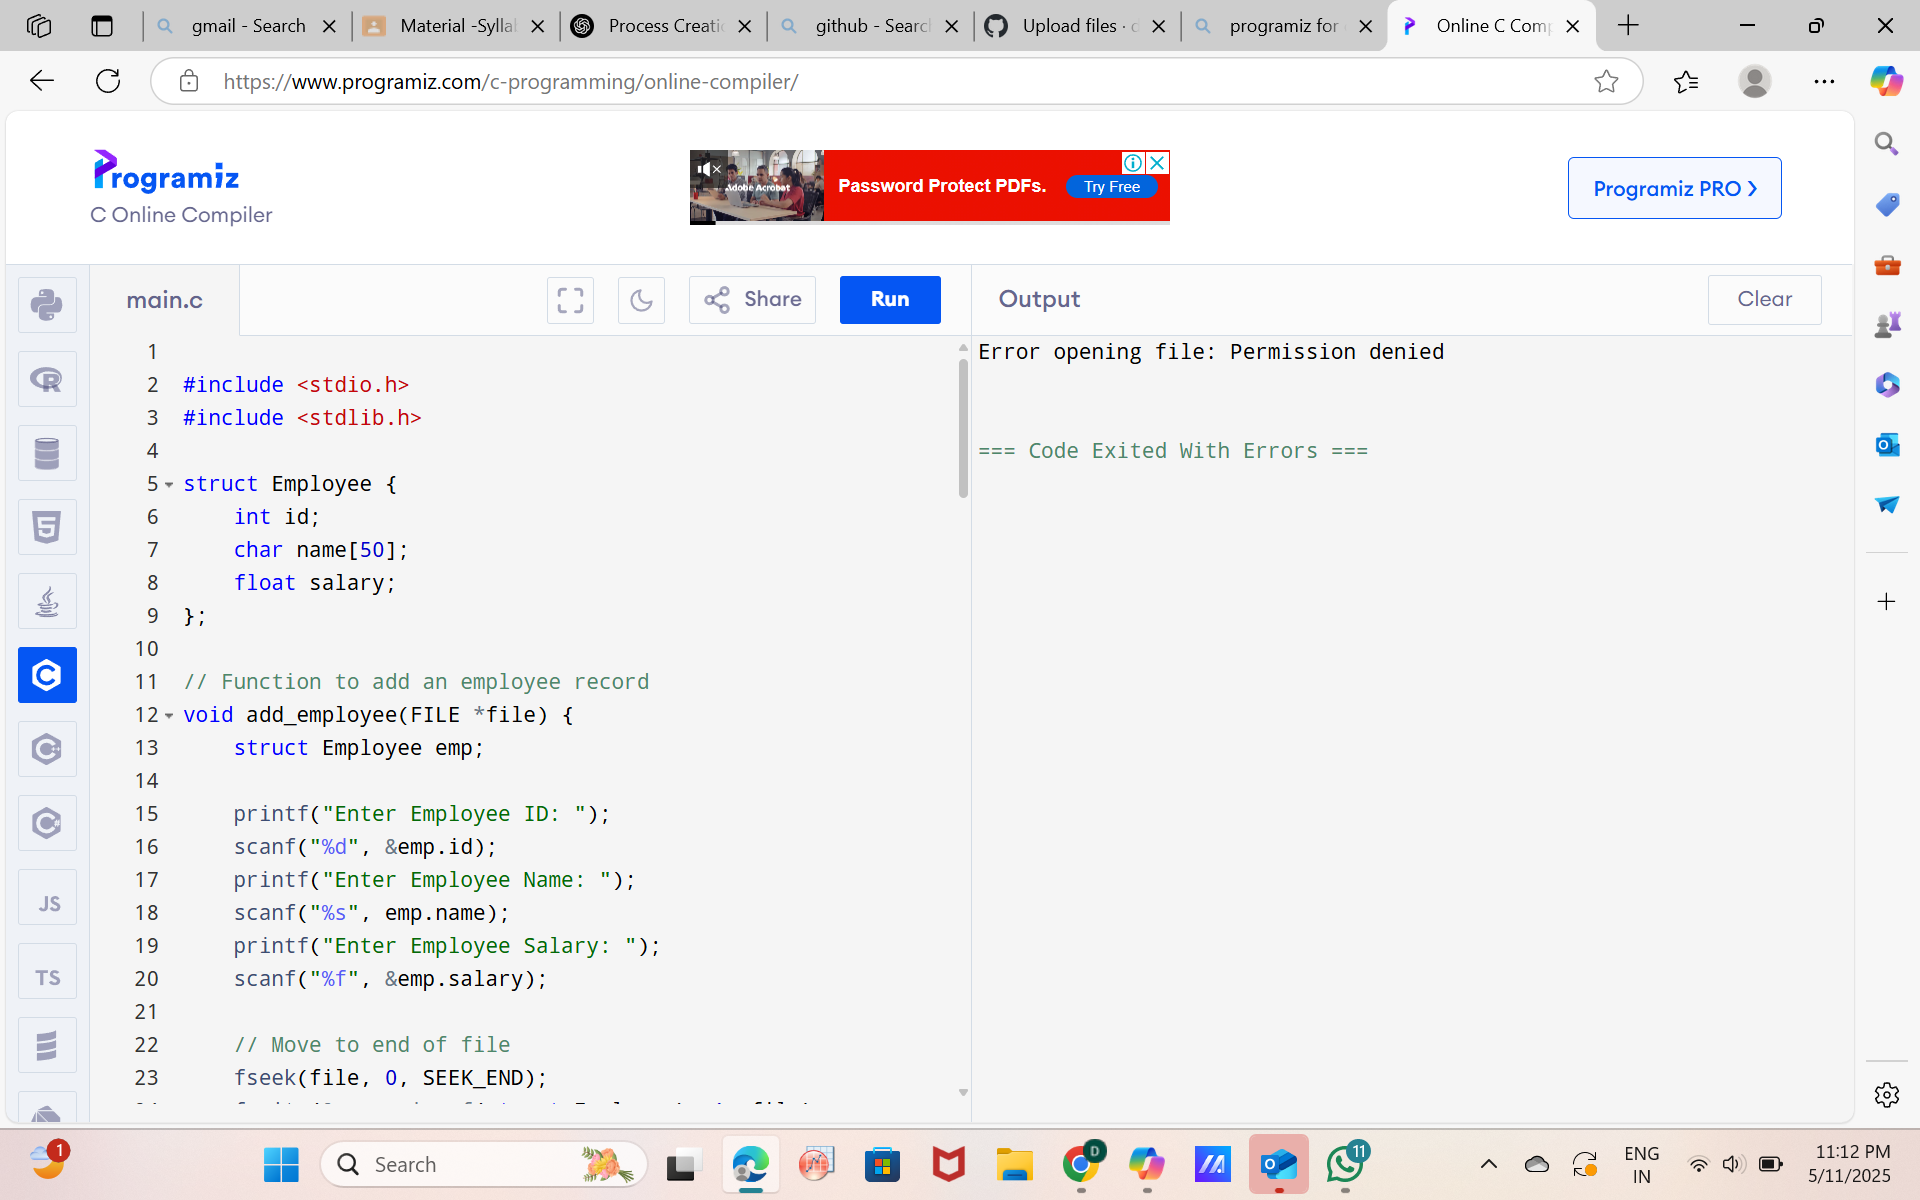 gmail - Search
Material -Sylla
Process Creati
github - Searc
Upload files · d
programiz for
Online C Comp
https://www.programiz.com/c-programming/online-compiler/
Programiz
C Online Compiler
Adobe Acrobat
Password Protect PDFs.
Try Free
Programiz PRO
main.c
Share
Run
Output
Clear
1
2 #include <stdio.h>
3 #include <stdlib.h>
4
5 struct Employee {
6 int id;
7 char name[50];
8 float salary;
9 };
10
11 // Function to add an employee record
12 void add_employee(FILE *file) {
13 struct Employee emp;
14
15 printf("Enter Employee ID: ");
16 scanf("%d", &emp.id);
17 printf("Enter Employee Name: ");
18 scanf("%s", emp.name);
19 printf("Enter Employee Salary: ");
20 scanf("%f", &emp.salary);
21
22 // Move to end of file
23 fseek(file, 0, SEEK_END);
Error opening file: Permission denied
=== Code Exited With Errors ===
JS
TS
1
Search
D
11
ENG
IN
11:12 PM
5/11/2025